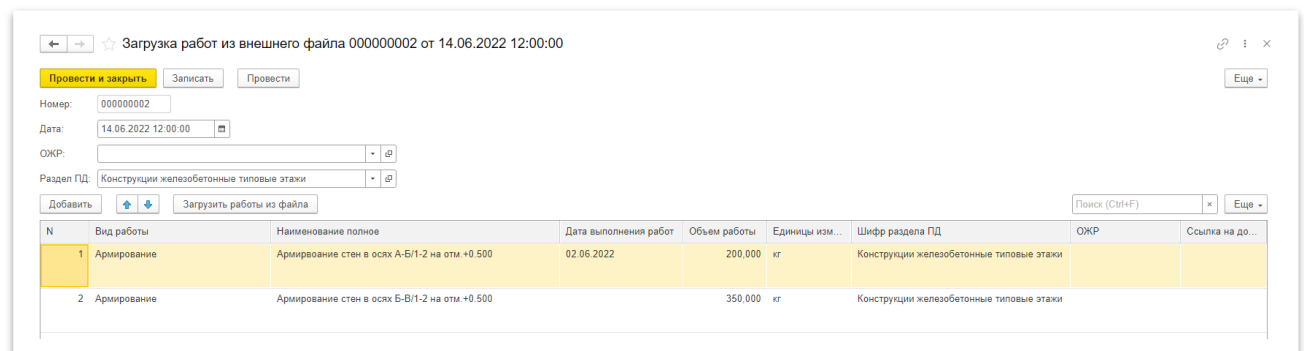 Загрузка работ из внешнего файла 000000002 от 14.06.2022 12:00:00
Провести и закрыть Записать Провести Еще
Номер: 000000002
Дата: 14.06.2022 12:00:00
ОЖР:
Раздел ПД: Конструкции железобетонные типовые этажи
Добавить Загрузить работы из файла Поиск (Ctrl+F) × Еще
N Вид работы Наименование полное Дата выполнения работ Объем работы Единицы изм... Шифр раздела ПД ОЖР Ссылка на до...
1 Армирование Армирвоание стен в осях А-Б/1-2 на отм.+0.500 02.06.2022 200,000 кг Конструкции железобетонные типовые этажи
2 Армирование Армирование стен в осях Б-В/1-2 на отм.+0.500 350,000 кг Конструкции железобетонные типовые этажи